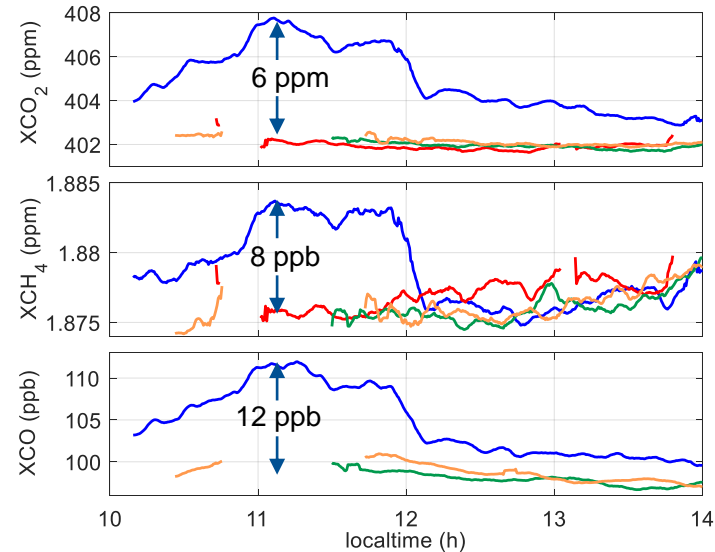 408
406
404
402
XCO2 (ppm)
6 ppm
1.885
1.88
1.875
XCH4 (ppm)
8 ppb
110
105
100
XCO (ppb)
12 ppb
10 11 12 13 14
localtime (h)